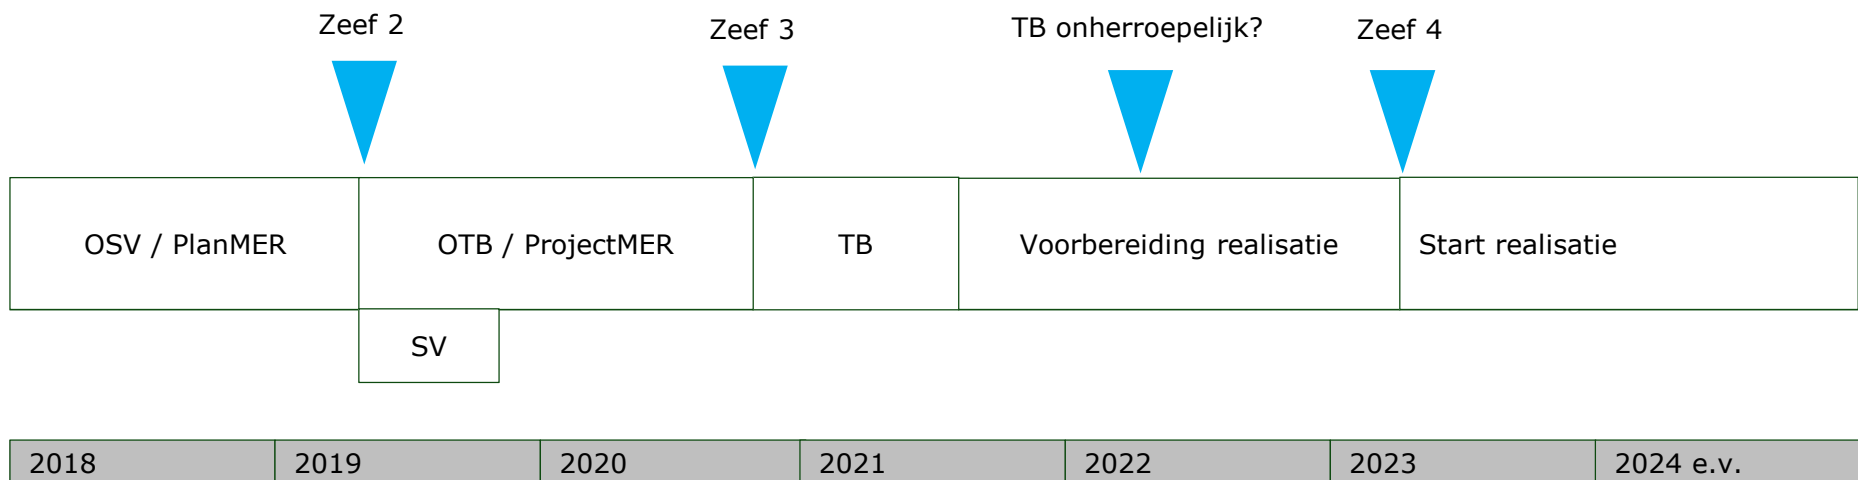 Zeef 2
Zeef 3
TB onherroepelijk?
Zeef 4
OSV / PlanMER
OTB / ProjectMER
TB
Voorbereiding realisatie
Start realisatie
SV
2018
2019
2020
2021
2022
2023
2024 e.v.